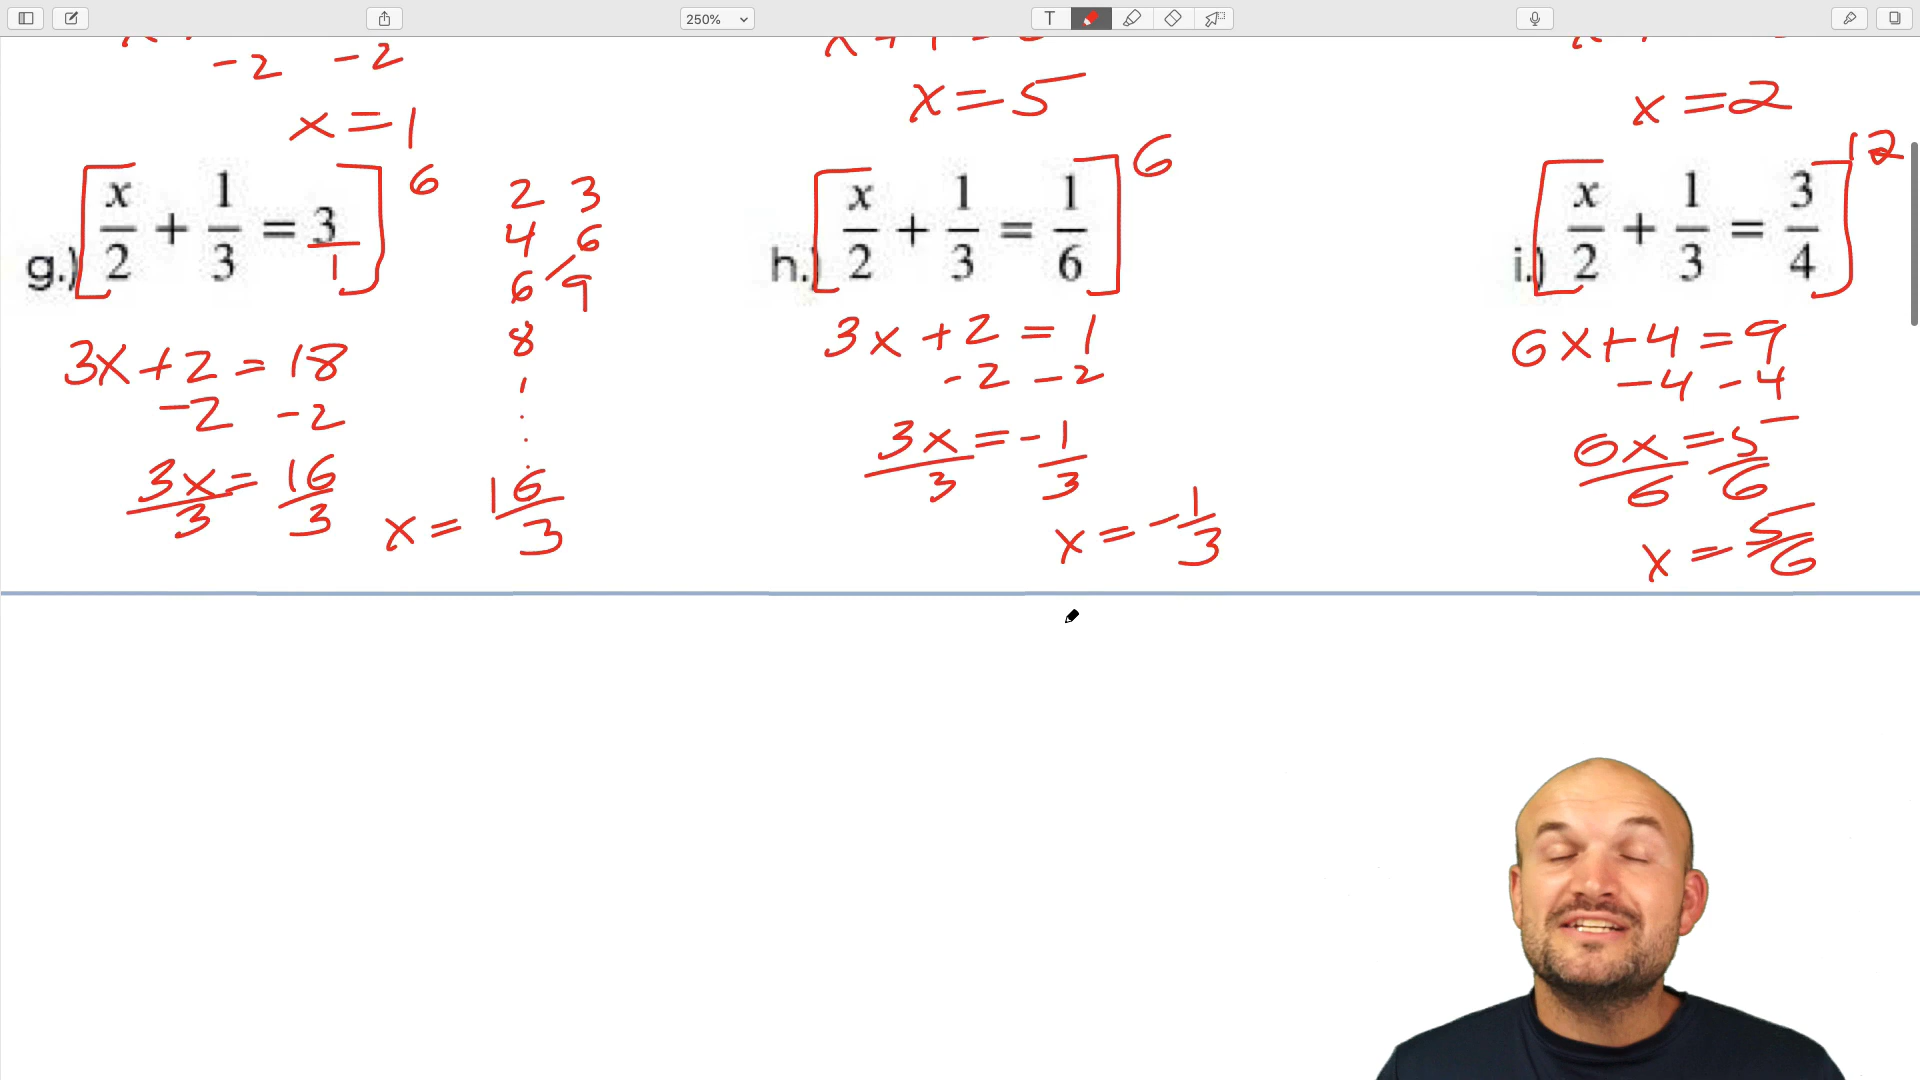 250%
T
-2 -2
x = 1
x = 5
x = 2
g.) [x/2 + 1/3 = 3/1] 6
2 3
4 6
6 9
8
3x + 2 = 18
-2 -2
3x/3 = 16/3
x = 16/3
h.) [x/2 + 1/3 = 1/6] 6
3x + 2 = 1
-2 -2
3x/3 = -1/3
x = -1/3
i.) [x/2 + 1/3 = 3/4] 12
6x + 4 = 9
-4 -4
6x/6 = 5/6
x = 5/6